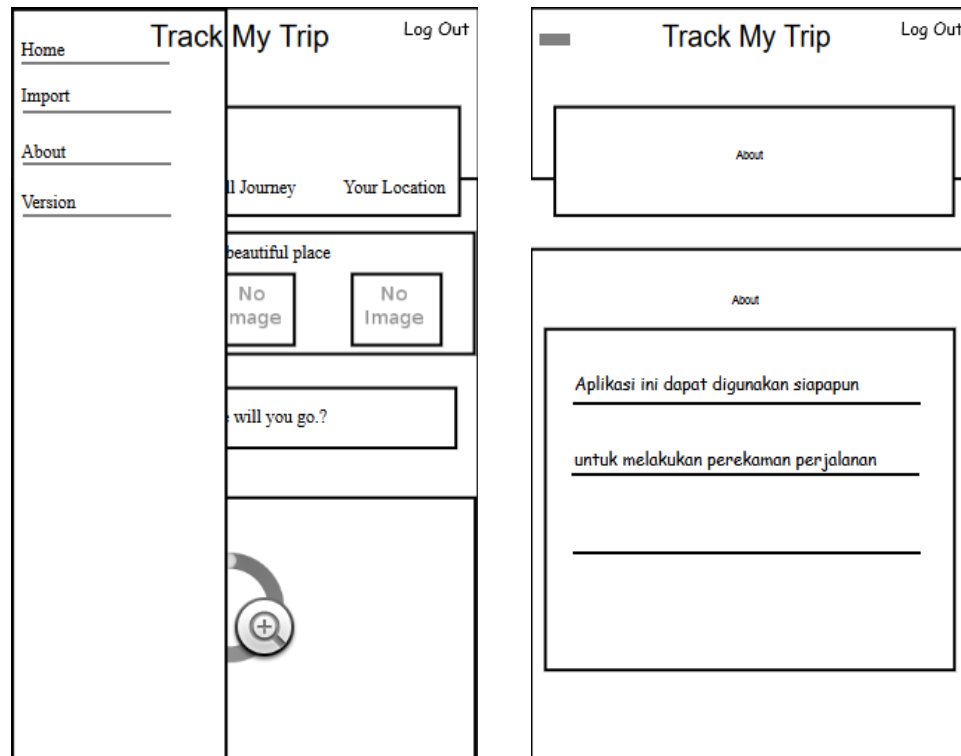 Track My Trip
Log Out
Home
Import
About
Version
ll Journey
Your Location
beautiful place
No
mage
No
Image
will you go.?
Track My Trip
Log Out
About
About
Aplikasi ini dapat digunakan siapapun
untuk melakukan perekaman perjalanan